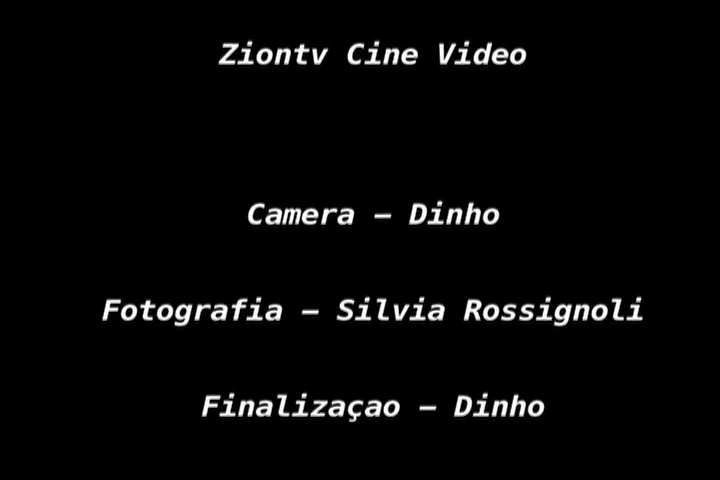 Ziontv Cine Video
Camera – Dinho
Fotografia – Silvia Rossignoli
Finalizaçao – Dinho